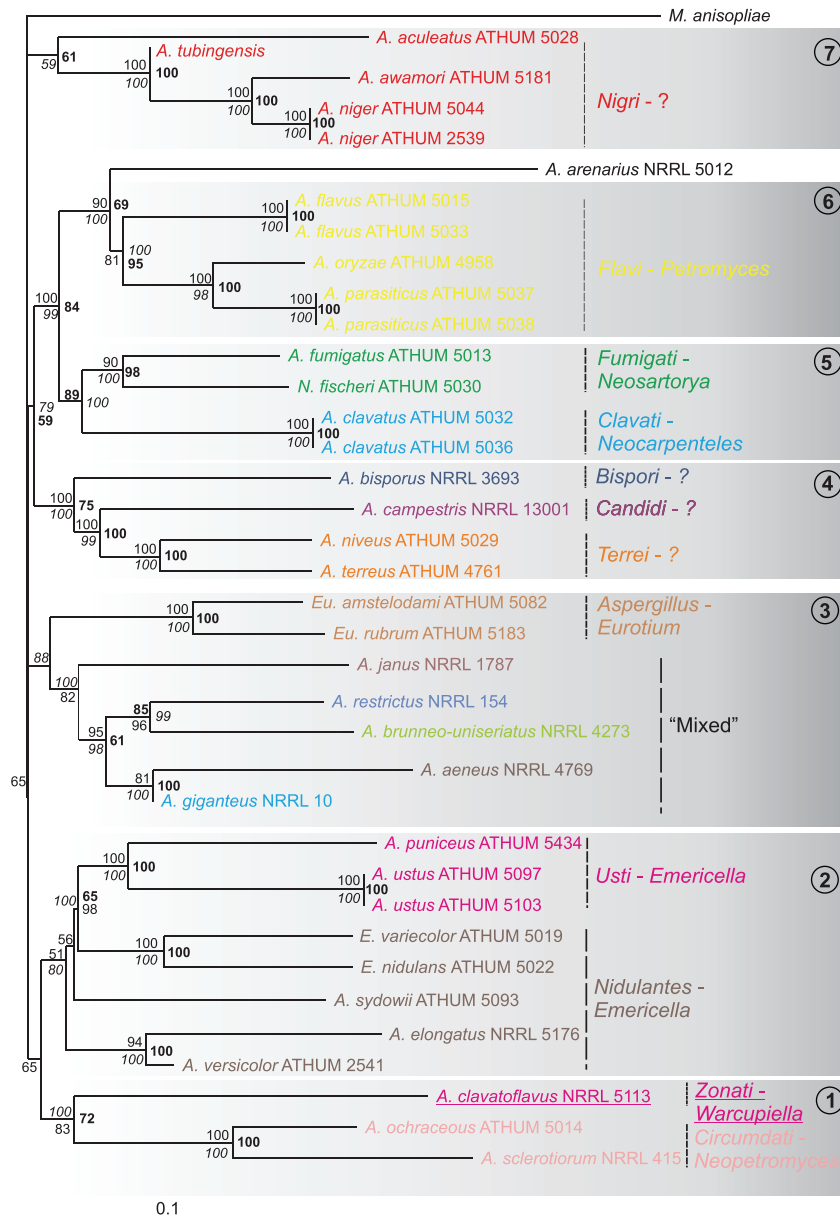 M. anisopliae
A. aculeatus ATHUM 5028
7
61
59
A. tubingensis
100
100
100
A. awamori ATHUM 5181
Nigri - ?
100
100
100
A. niger ATHUM 5044
100
100
100
A. niger ATHUM 2539
A. arenarius NRRL 5012
90
69
100
6
A. flavus ATHUM 5015
100
100
100
A. flavus ATHUM 5033
100
81
95
A. oryzae ATHUM 4958
Flavi - Petromyces
100
100
98
A. parasiticus ATHUM 5037
100
100
100
A. parasiticus ATHUM 5038
100
84
99
5
A. fumigatus ATHUM 5013
Fumigati -
Neosartorya
90
98
100
N. fischeri ATHUM 5030
89
100
A. clavatus ATHUM 5032
Clavati -
Neocarpenteles
100
100
100
A. clavatus ATHUM 5036
79
59
A. bisporus NRRL 3693
Bispori - ?
4
100
75
100
A. campestris NRRL 13001
Candidi - ?
100
100
99
A. niveus ATHUM 5029
Terrei - ?
100
100
100
A. terreus ATHUM 4761
Eu. amstelodami ATHUM 5082
Aspergillus -
Eurotium
3
100
100
100
Eu. rubrum ATHUM 5183
88
A. janus NRRL 1787
100
82
A. restrictus NRRL 154
85
99
96
"Mixed"
A. brunneo-uniseriatus NRRL 4273
95
61
98
A. aeneus NRRL 4769
81
100
100
A. giganteus NRRL 10
65
A. puniceus ATHUM 5434
100
100
100
A. ustus ATHUM 5097
Usti - Emericella
2
100
100
100
A. ustus ATHUM 5103
100
65
98
E. variecolor ATHUM 5019
100
100
100
56
51
80
E. nidulans ATHUM 5022
Nidulantes -
Emericella
A. sydowii ATHUM 5093
A. elongatus NRRL 5176
94
100
100
A. versicolor ATHUM 2541
65
A. clavatoflavus NRRL 5113
Zonati -
Warcupiella
1
100
72
83
A. ochraceous ATHUM 5014
Circumdati -
Neopetromyces
100
100
100
A. sclerotiorum NRRL 415
0.1